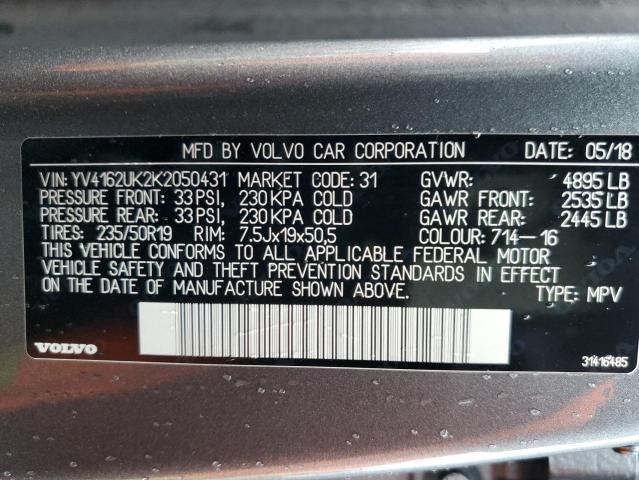 MFD BY VOLVO CAR CORPORATION DATE: 05/18
VIN: YV4162UK2K2050431 MARKET CODE: 31 GVWR: 4895 LB
PRESSURE FRONT: 33 PSI, 230 KPA COLD GAWR FRONT: 2535 LB
PRESSURE REAR: 33 PSI, 230 KPA COLD GAWR REAR: 2445 LB
TIRES: 235/50R19 RIM: 7.5Jx19x50,5 COLOUR: 714-16
THIS VEHICLE CONFORMS TO ALL APPLICABLE FEDERAL MOTOR
VEHICLE SAFETY AND THEFT PREVENTION STANDARDS IN EFFECT
ON THE DATE OF MANUFACTURE SHOWN ABOVE. TYPE: MPV
VOLVO 31416485